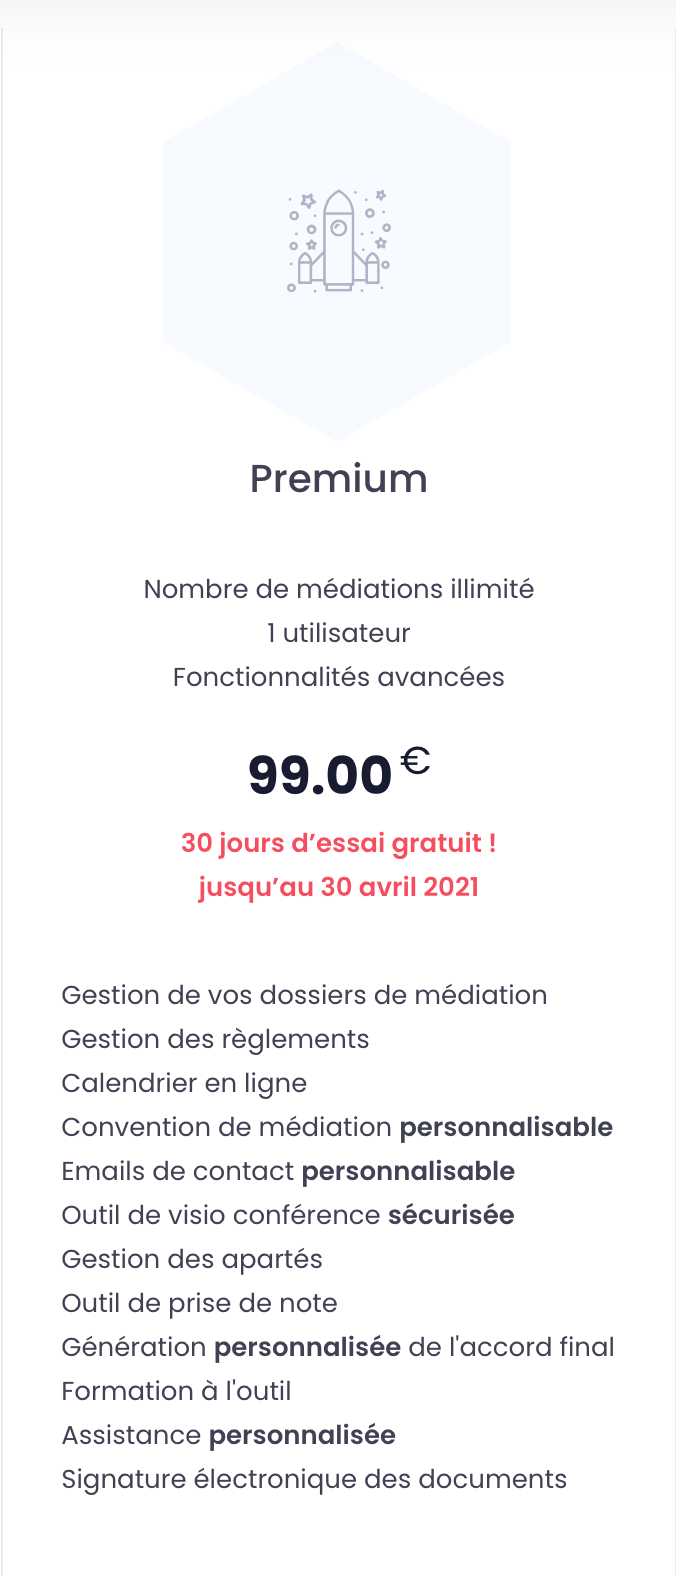 Premium
Nombre de médiations illimité
1 utilisateur
Fonctionnalités avancées
99.00 €
30 jours d’essai gratuit !
jusqu’au 30 avril 2021
Gestion de vos dossiers de médiation
Gestion des règlements
Calendrier en ligne
Convention de médiation personnalisable
Emails de contact personnalisable
Outil de visio conférence sécurisée
Gestion des apartés
Outil de prise de note
Génération personnalisée de l'accord final
Formation à l'outil
Assistance personnalisée
Signature électronique des documents